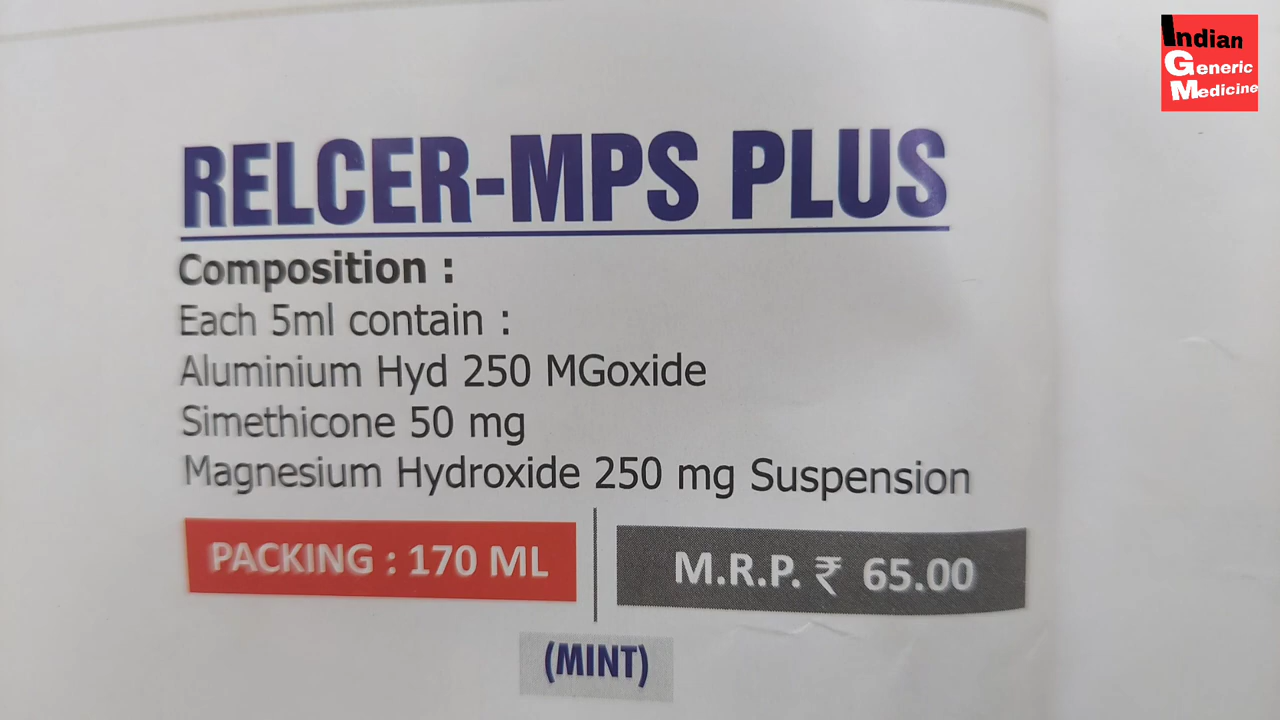 Indian
Generic
Medicine
RELCER-MPS PLUS
Composition :
Each 5ml contain :
Aluminium Hyd 250 MGoxide
Simethicone 50 mg
Magnesium Hydroxide 250 mg Suspension
PACKING : 170 ML
M.R.P. ₹ 65.00
(MINT)